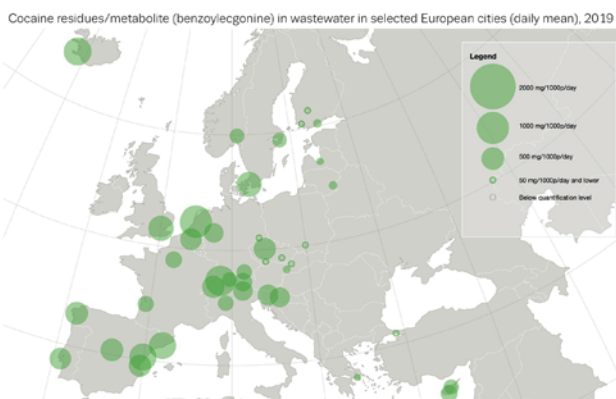 Cocaine residues/metabolite (benzoylecgonine) in wastewater in selected European cities (daily mean), 2019
Legend
2000 mg/1000p/day
1000 mg/1000p/day
500 mg/1000p/day
50 mg/1000p/day and lower
Below quantification level